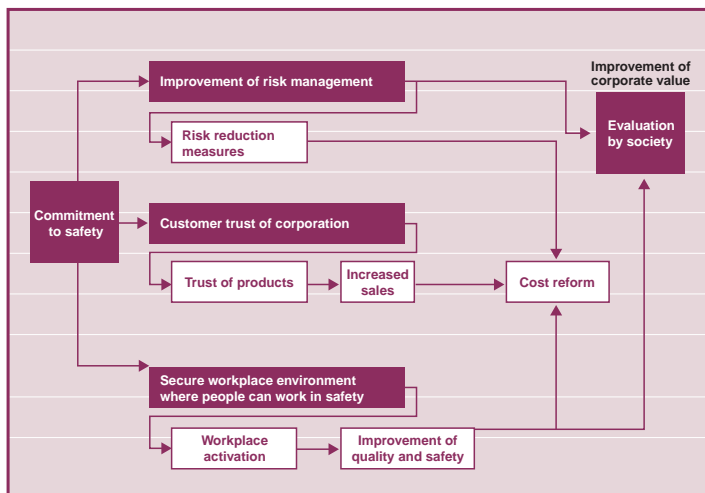 Improvement of
corporate value
Improvement of risk management
Evaluation
by society
Risk reduction
measures
Commitment
to safety
Customer trust of corporation
Trust of products
Increased
sales
Cost reform
Secure workplace environment
where people can work in safety
Workplace
activation
Improvement of
quality and safety